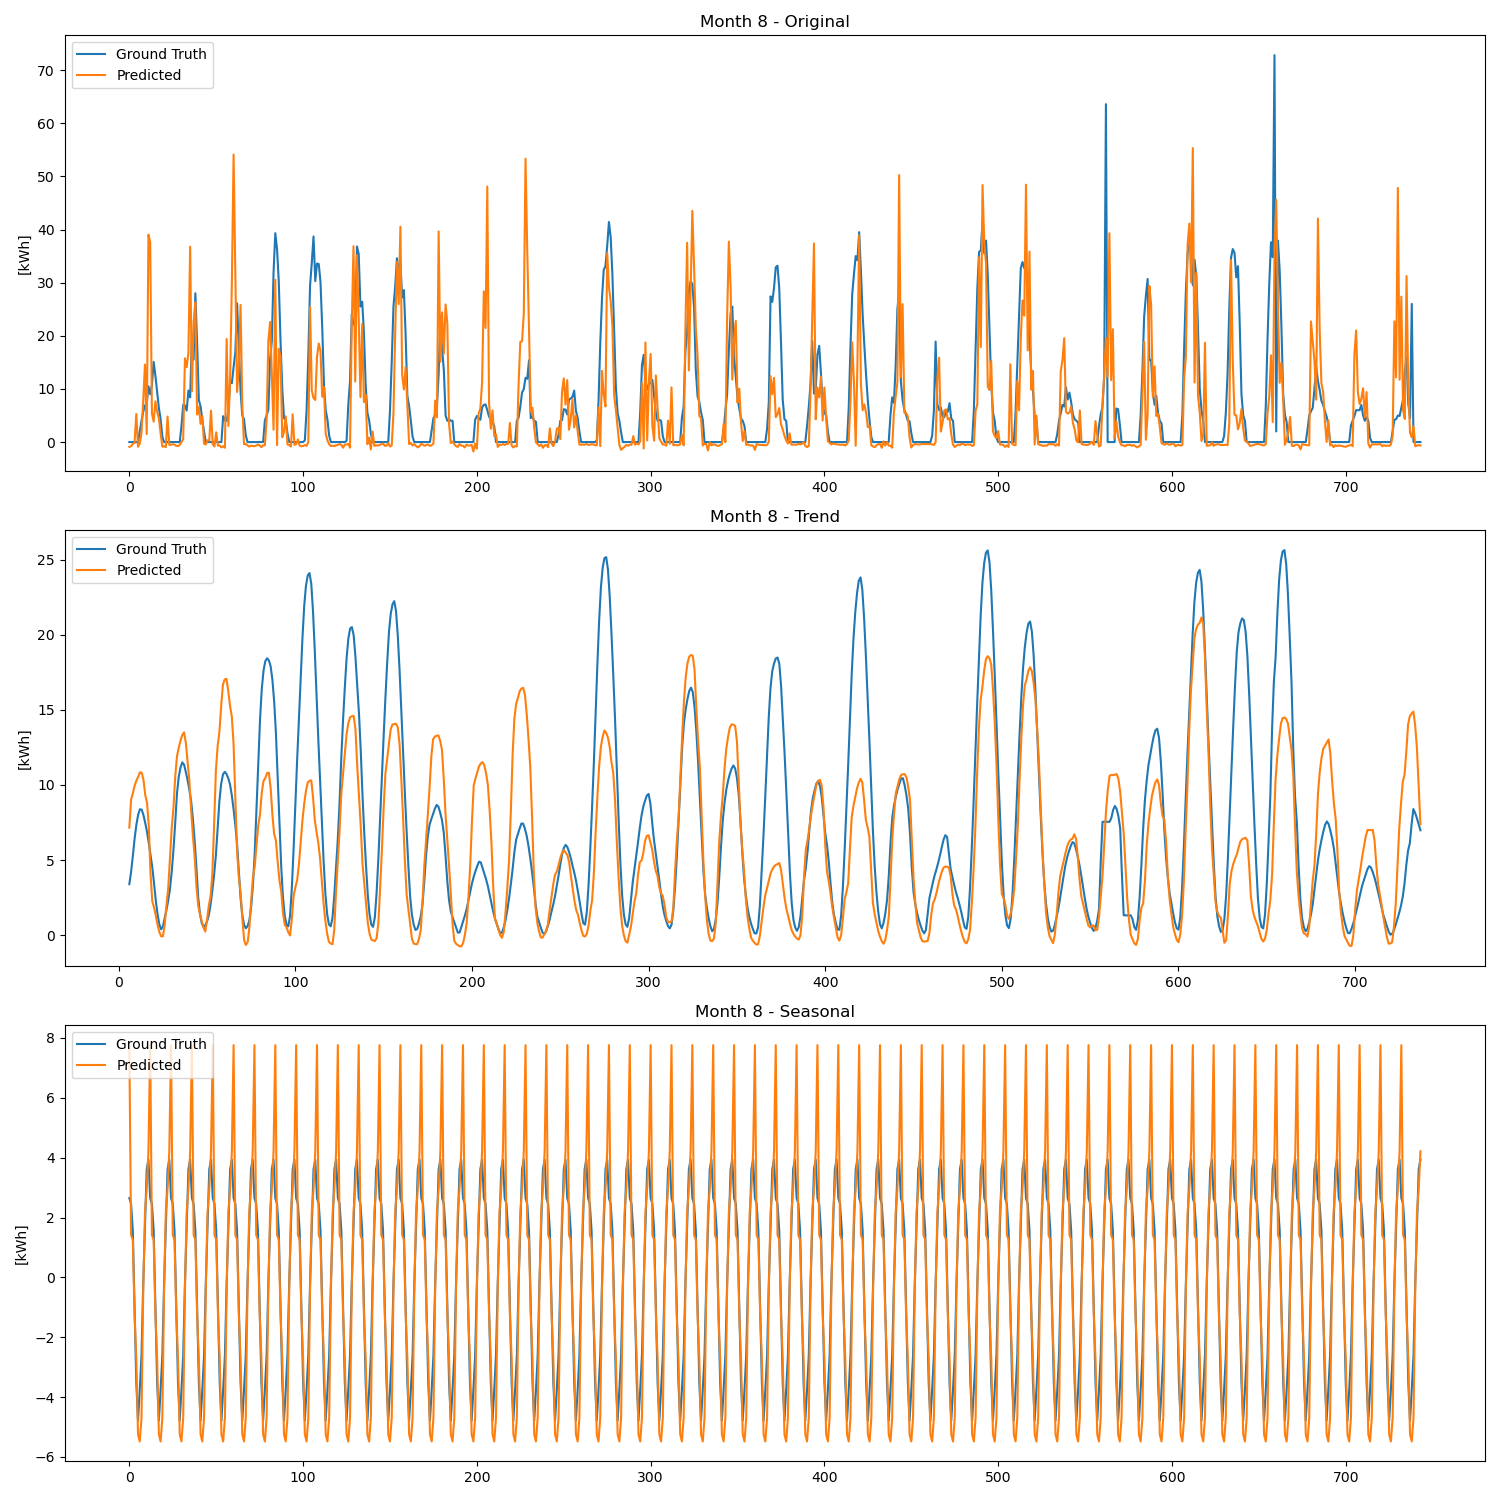 Month 8 - Original
Ground Truth
Predicted
[kWh]
70
60
50
40
30
20
10
0
0 100 200 300 400 500 600 700
Month 8 - Trend
Ground Truth
Predicted
[kWh]
25
20
15
10
5
0
0 100 200 300 400 500 600 700
Month 8 - Seasonal
Ground Truth
Predicted
[kWh]
8
6
4
2
0
−2
−4
−6
0 100 200 300 400 500 600 700